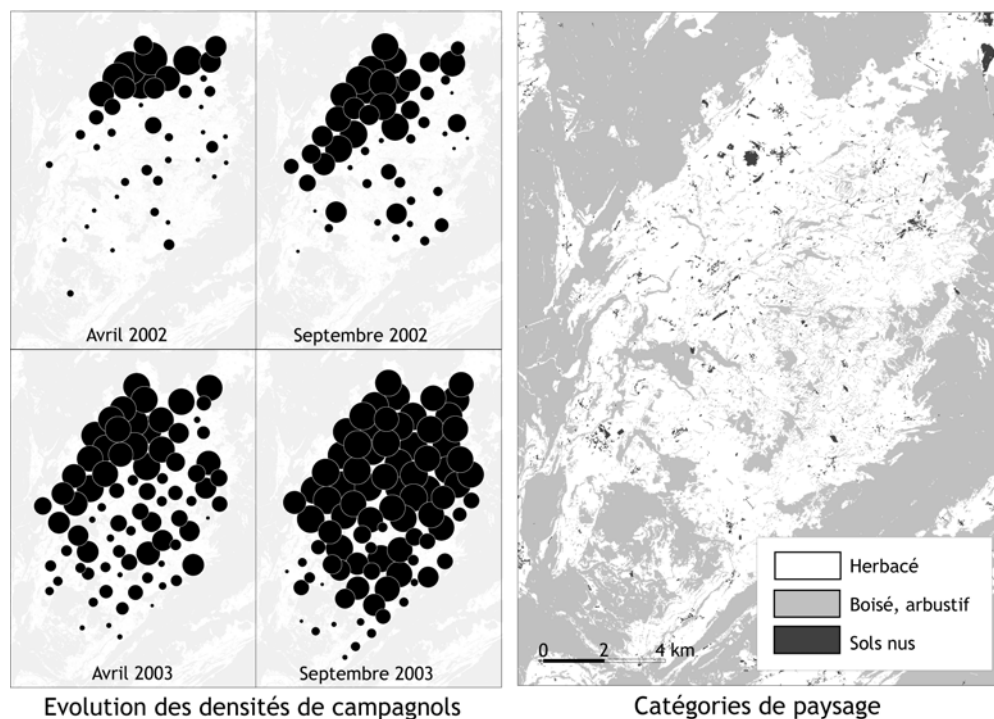 Avril 2002
Septembre 2002
Avril 2003
Septembre 2003
Evolution des densités de campagnols
Herbacé
Boisé, arbustif
Sols nus
0 2 4 km
Catégories de paysage